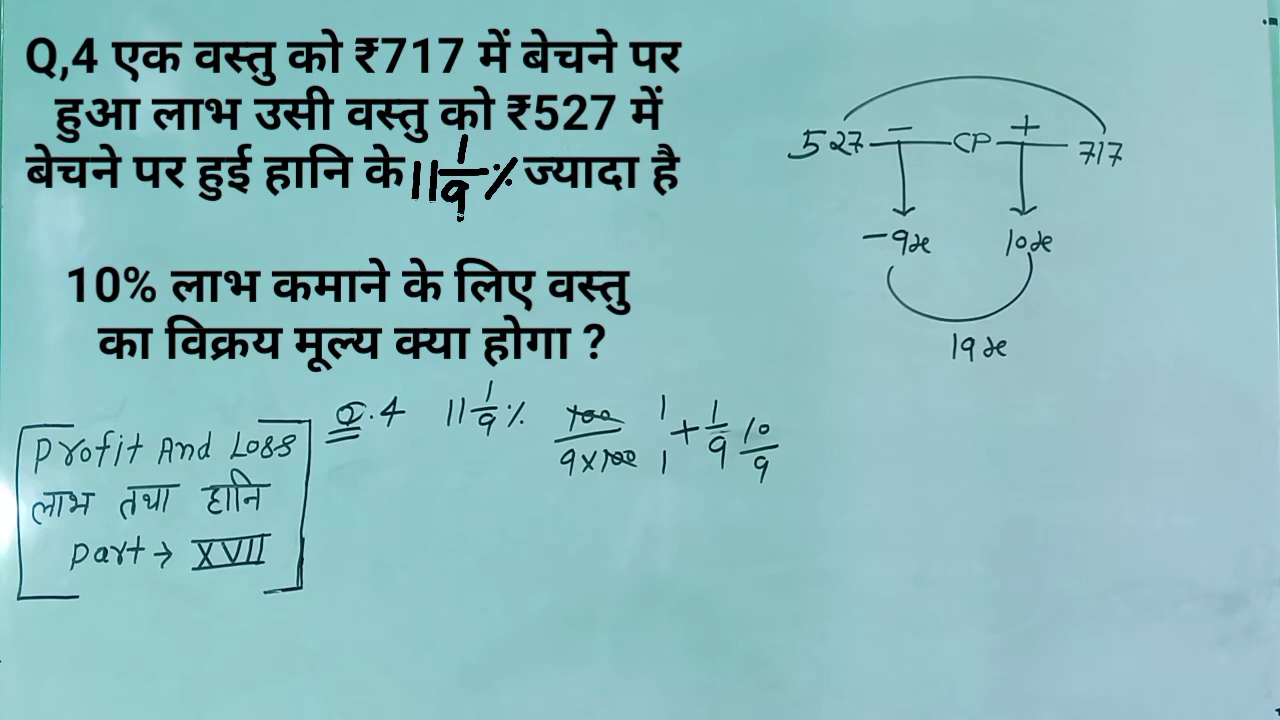 Q,4 एक वस्तु को ₹717 में बेचने पर
हुआ लाभ उसी वस्तु को ₹527 में
बेचने पर हुई हानि के 11 1/9 % ज्यादा है
10% लाभ कमाने के लिए वस्तु
का विक्रय मूल्य क्या होगा ?
527 — CP + 717
-9x 10x
19x
Q.4 11 1/9 % 100/9×100 1/1 + 1/9 10/9
Profit And Loss
लाभ तथा हानि
Part → XVII